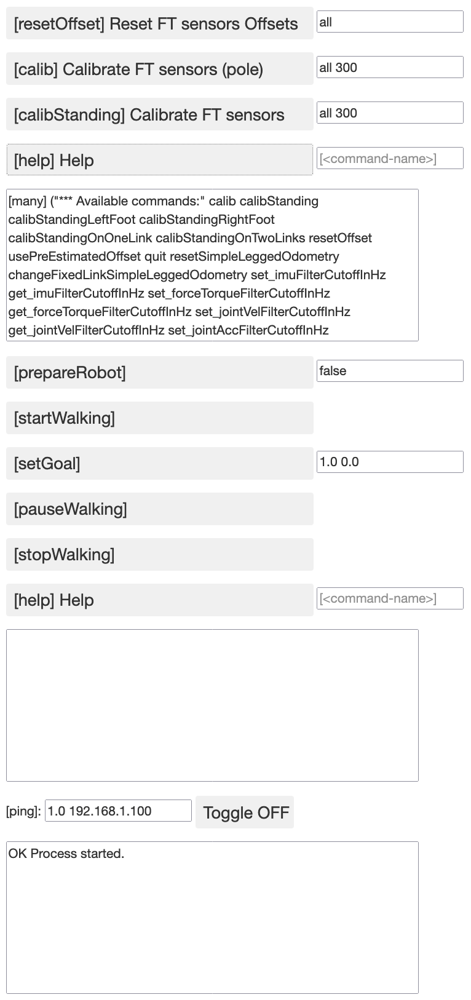 [resetOffset] Reset FT sensors Offsets all
[calib] Calibrate FT sensors (pole) all 300
[calibStanding] Calibrate FT sensors all 300
[help] Help [<command-name>]
[many] ("*** Available commands:" calib calibStanding
calibStandingLeftFoot calibStandingRightFoot
calibStandingOnOneLink calibStandingOnTwoLinks resetOffset
usePreEstimatedOffset quit resetSimpleLeggedOdometry
changeFixedLinkSimpleLeggedOdometry set_imuFilterCutoffInHz
get_imuFilterCutoffInHz set_forceTorqueFilterCutoffInHz
get_forceTorqueFilterCutoffInHz set_jointVelFilterCutoffInHz
get_jointVelFilterCutoffInHz set_jointAccFilterCutoffInHz
[prepareRobot] false
[startWalking]
[setGoal] 1.0 0.0
[pauseWalking]
[stopWalking]
[help] Help [<command-name>]
[ping]: 1.0 192.168.1.100 Toggle OFF
OK Process started.